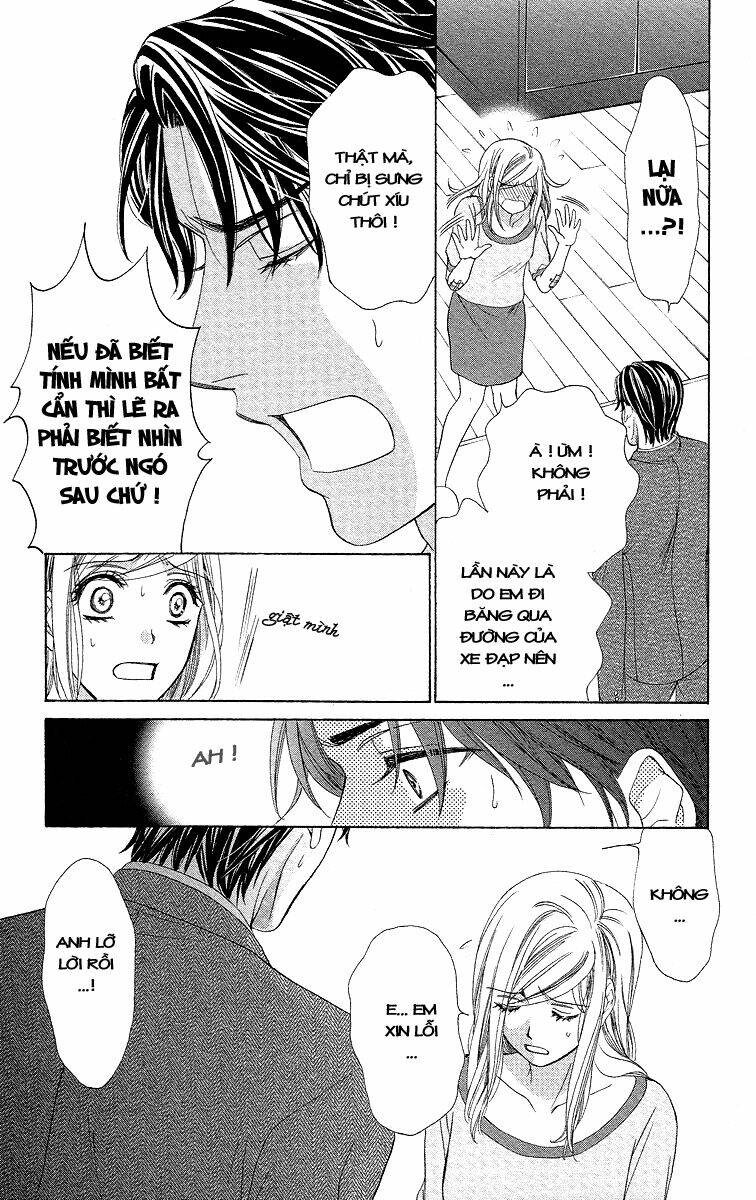 LẠI
NỮA
...?!
À ! ỪM !
KHÔNG
PHẢI !
LẦN NÀY LÀ
DO EM ĐI
BĂNG QUA
ĐƯỜNG CỦA
XE ĐẠP NÊN
...
THẬT MÀ,
CHỈ BỊ SƯNG
CHÚT XÍU
THÔI !
NẾU ĐÃ BIẾT
TÍNH MÌNH BẤT
CẨN THÌ LẼ RA
PHẢI BIẾT NHÌN
TRƯỚC NGÓ
SAU CHỨ !
giật mình
AH !
KHÔNG
...
ANH LỠ
LỜI RỒI
...!
E... EM
XIN LỖI
...